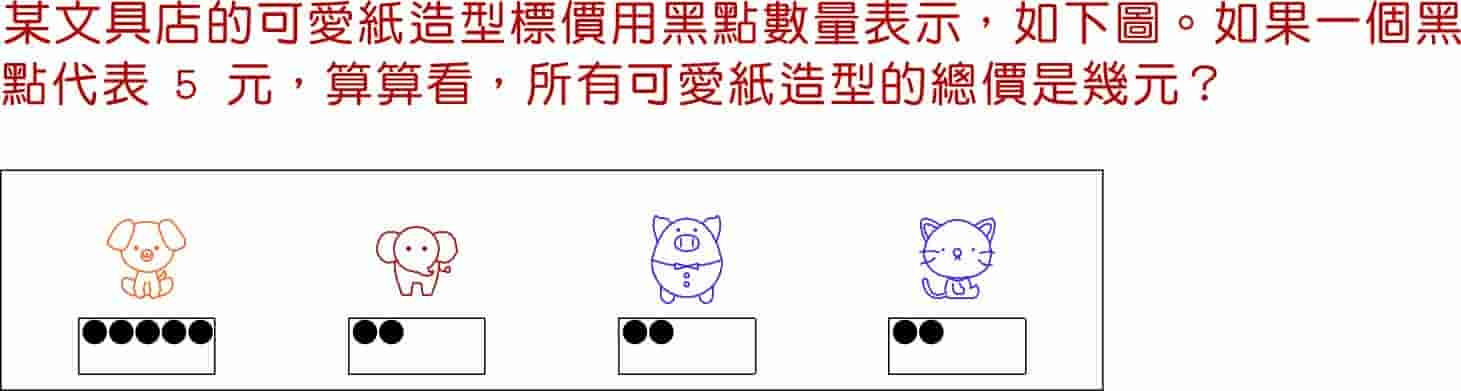 某文具店的可愛紙造型標價用黑點數量表示，如下圖。如果一個黑
點代表 5 元，算算看，所有可愛紙造型的總價是幾元？